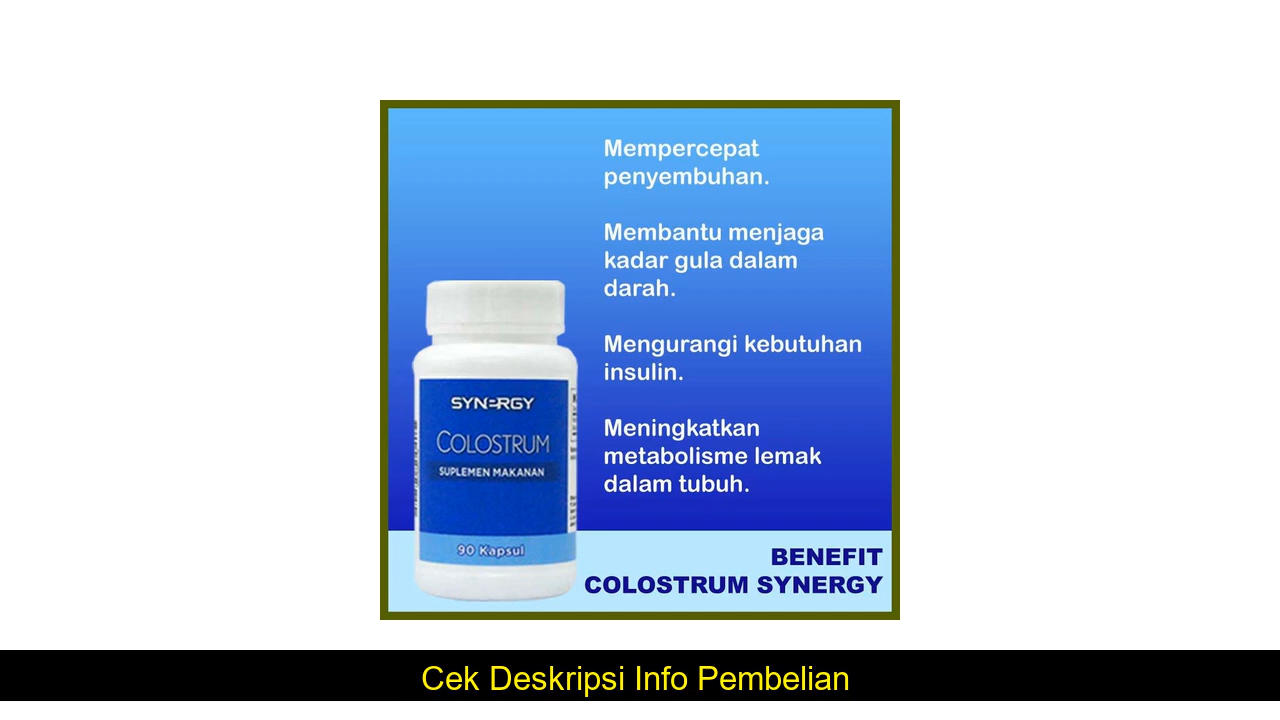 Mempercepat
penyembuhan.
Membantu menjaga
kadar gula dalam
darah.
Mengurangi kebutuhan
insulin.
Meningkatkan
metabolisme lemak
dalam tubuh.
SYNERGY
COLOSTRUM
SUPLEMEN MAKANAN
90 Kapsul
BENEFIT
COLOSTRUM SYNERGY
Cek Deskripsi Info Pembelian